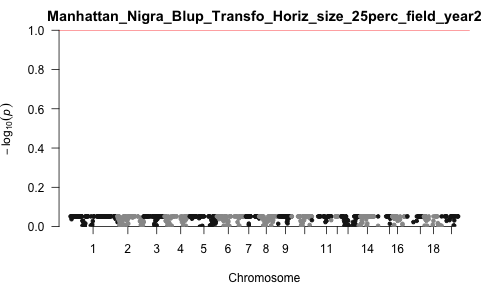 Manhattan_Nigra_Blup_Transfo_Horiz_size_25perc_field_year2
1.0
0.8
0.6
0.4
0.2
0.0
− log10(p)
1 2 3 4 5 6 7 8 9 11 14 16 18
Chromosome